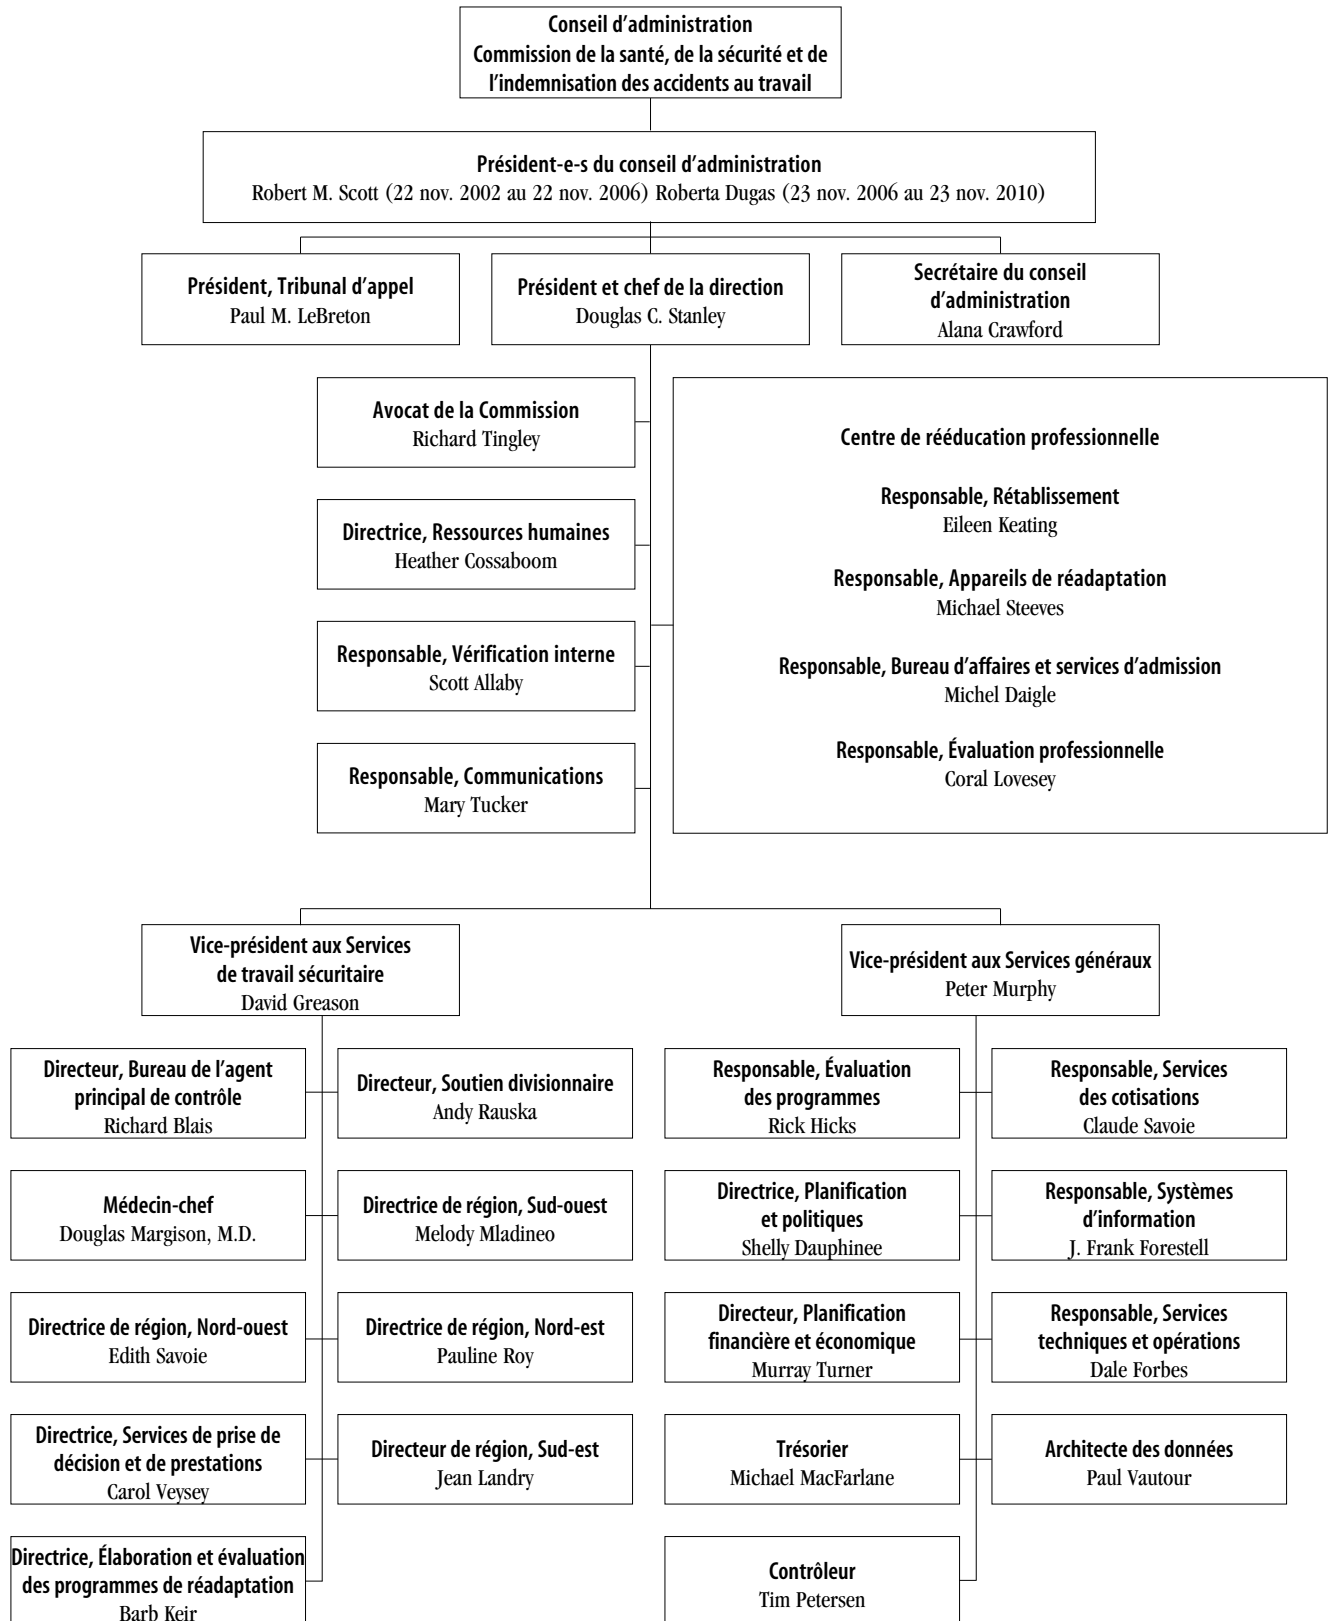 Conseil d'administration
Commission de la santé, de la sécurité et de
l'indemnisation des accidents au travail
Président-e-s du conseil d'administration
Robert M. Scott (22 nov. 2002 au 22 nov. 2006) Roberta Dugas (23 nov. 2006 au 23 nov. 2010)
Président, Tribunal d'appel
Paul M. LeBreton
Président et chef de la direction
Douglas C. Stanley
Secrétaire du conseil
d'administration
Alana Crawford
Avocat de la Commission
Richard Tingley
Directrice, Ressources humaines
Heather Cossaboom
Responsable, Vérification interne
Scott Allaby
Responsable, Communications
Mary Tucker
Centre de rééducation professionnelle
Responsable, Rétablissement
Eileen Keating
Responsable, Appareils de réadaptation
Michael Steeves
Responsable, Bureau d'affaires et services d'admission
Michel Daigle
Responsable, Évaluation professionnelle
Coral Lovesey
Vice-président aux Services
de travail sécuritaire
David Greason
Vice-président aux Services généraux
Peter Murphy
Directeur, Bureau de l'agent
principal de contrôle
Richard Blais
Directeur, Soutien divisionnaire
Andy Rauska
Responsable, Évaluation
des programmes
Rick Hicks
Responsable, Services
des cotisations
Claude Savoie
Médecin-chef
Douglas Margison, M.D.
Directrice de région, Sud-ouest
Melody Mladineo
Directrice, Planification
et politiques
Shelly Dauphinee
Responsable, Systèmes
d'information
J. Frank Forestell
Directrice de région, Nord-ouest
Edith Savoie
Directrice de région, Nord-est
Pauline Roy
Directeur, Planification
financière et économique
Murray Turner
Responsable, Services
techniques et opérations
Dale Forbes
Directrice, Services de prise de
décision et de prestations
Carol Veysey
Directeur de région, Sud-est
Jean Landry
Trésorier
Michael MacFarlane
Architecte des données
Paul Vautour
Directrice, Élaboration et évaluation
des programmes de réadaptation
Barb Keir
Contrôleur
Tim Petersen